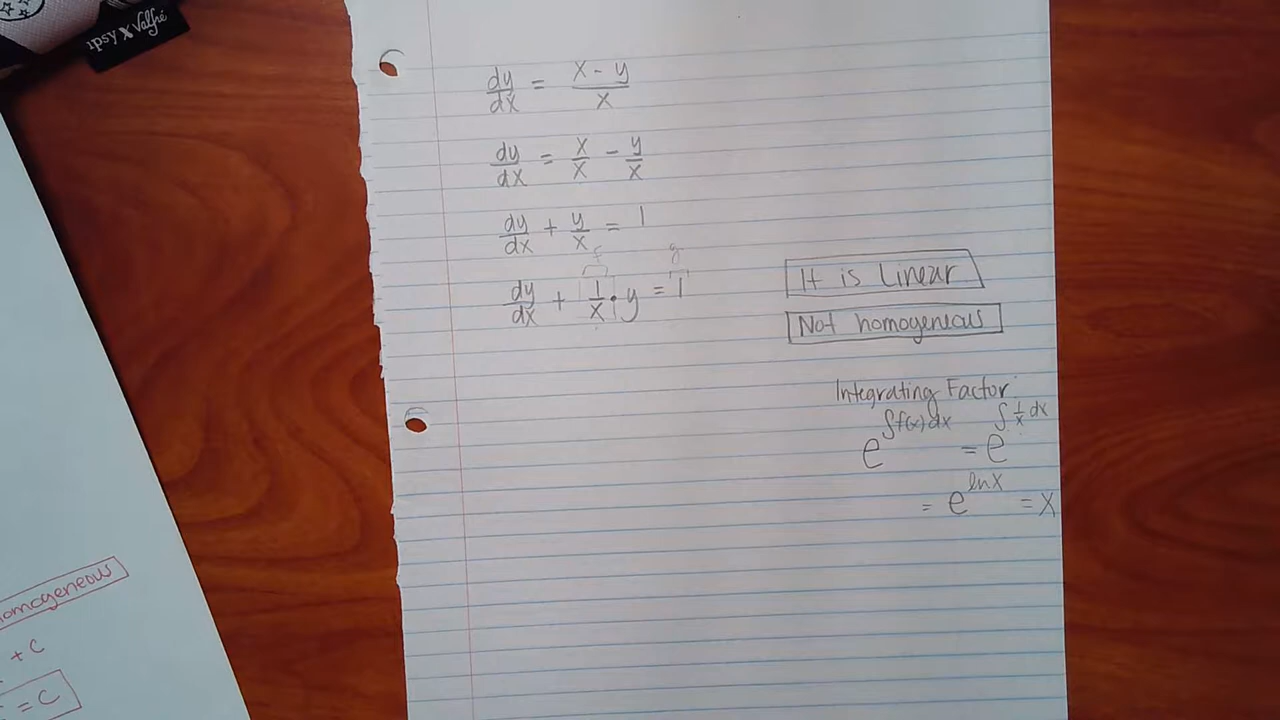 ipsy x Valfré
dy/dx = (x - y)/x
dy/dx = x/x - y/x
dy/dx + y/x = 1
f g
dy/dx + 1/x · y = 1
It is Linear
Not homogeneous
Integrating Factor:
e^∫f(x)dx = e^∫1/x dx
= e^lnx = x
homogeneous
+ C
= C